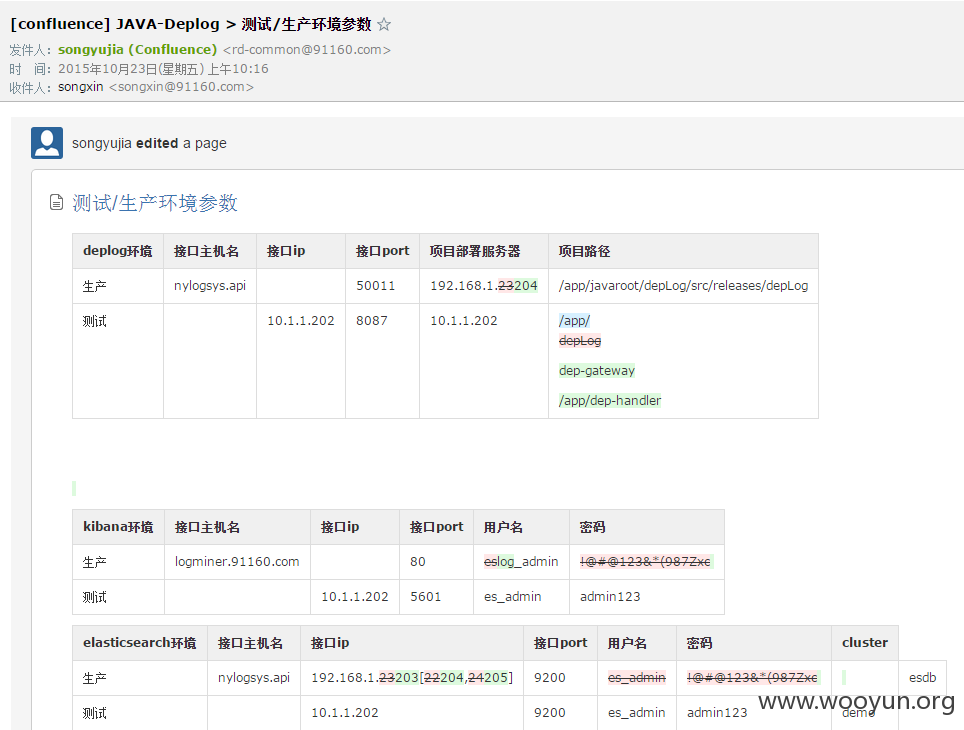 [confluence] JAVA-Deplog > 测试/生产环境参数 ☆
发件人：songyujia (Confluence) <rd-common@91160.com>
时　间：2015年10月23日(星期五) 上午10:16
收件人：songxin <songxin@91160.com>
songyujia edited a page
测试/生产环境参数
deplog环境 接口主机名 接口ip 接口port 项目部署服务器 项目路径
生产 nylogsys.api 50011 192.168.1.23204 /app/javaroot/depLog/src/releases/depLog
测试 10.1.1.202 8087 10.1.1.202 /app/
depLog
dep-gateway
/app/dep-handler
kibana环境 接口主机名 接口ip 接口port 用户名 密码
生产 logminer.91160.com 80 eslog_admin !@#@123&*(987Zxc
测试 10.1.1.202 5601 es_admin admin123
elasticsearch环境 接口主机名 接口ip 接口port 用户名 密码 cluster
生产 nylogsys.api 192.168.1.23203[22204,24205] 9200 es_admin !@#@123&*(987Zxc esdb
测试 10.1.1.202 9200 es_admin admin123 demo
www.wooyun.org